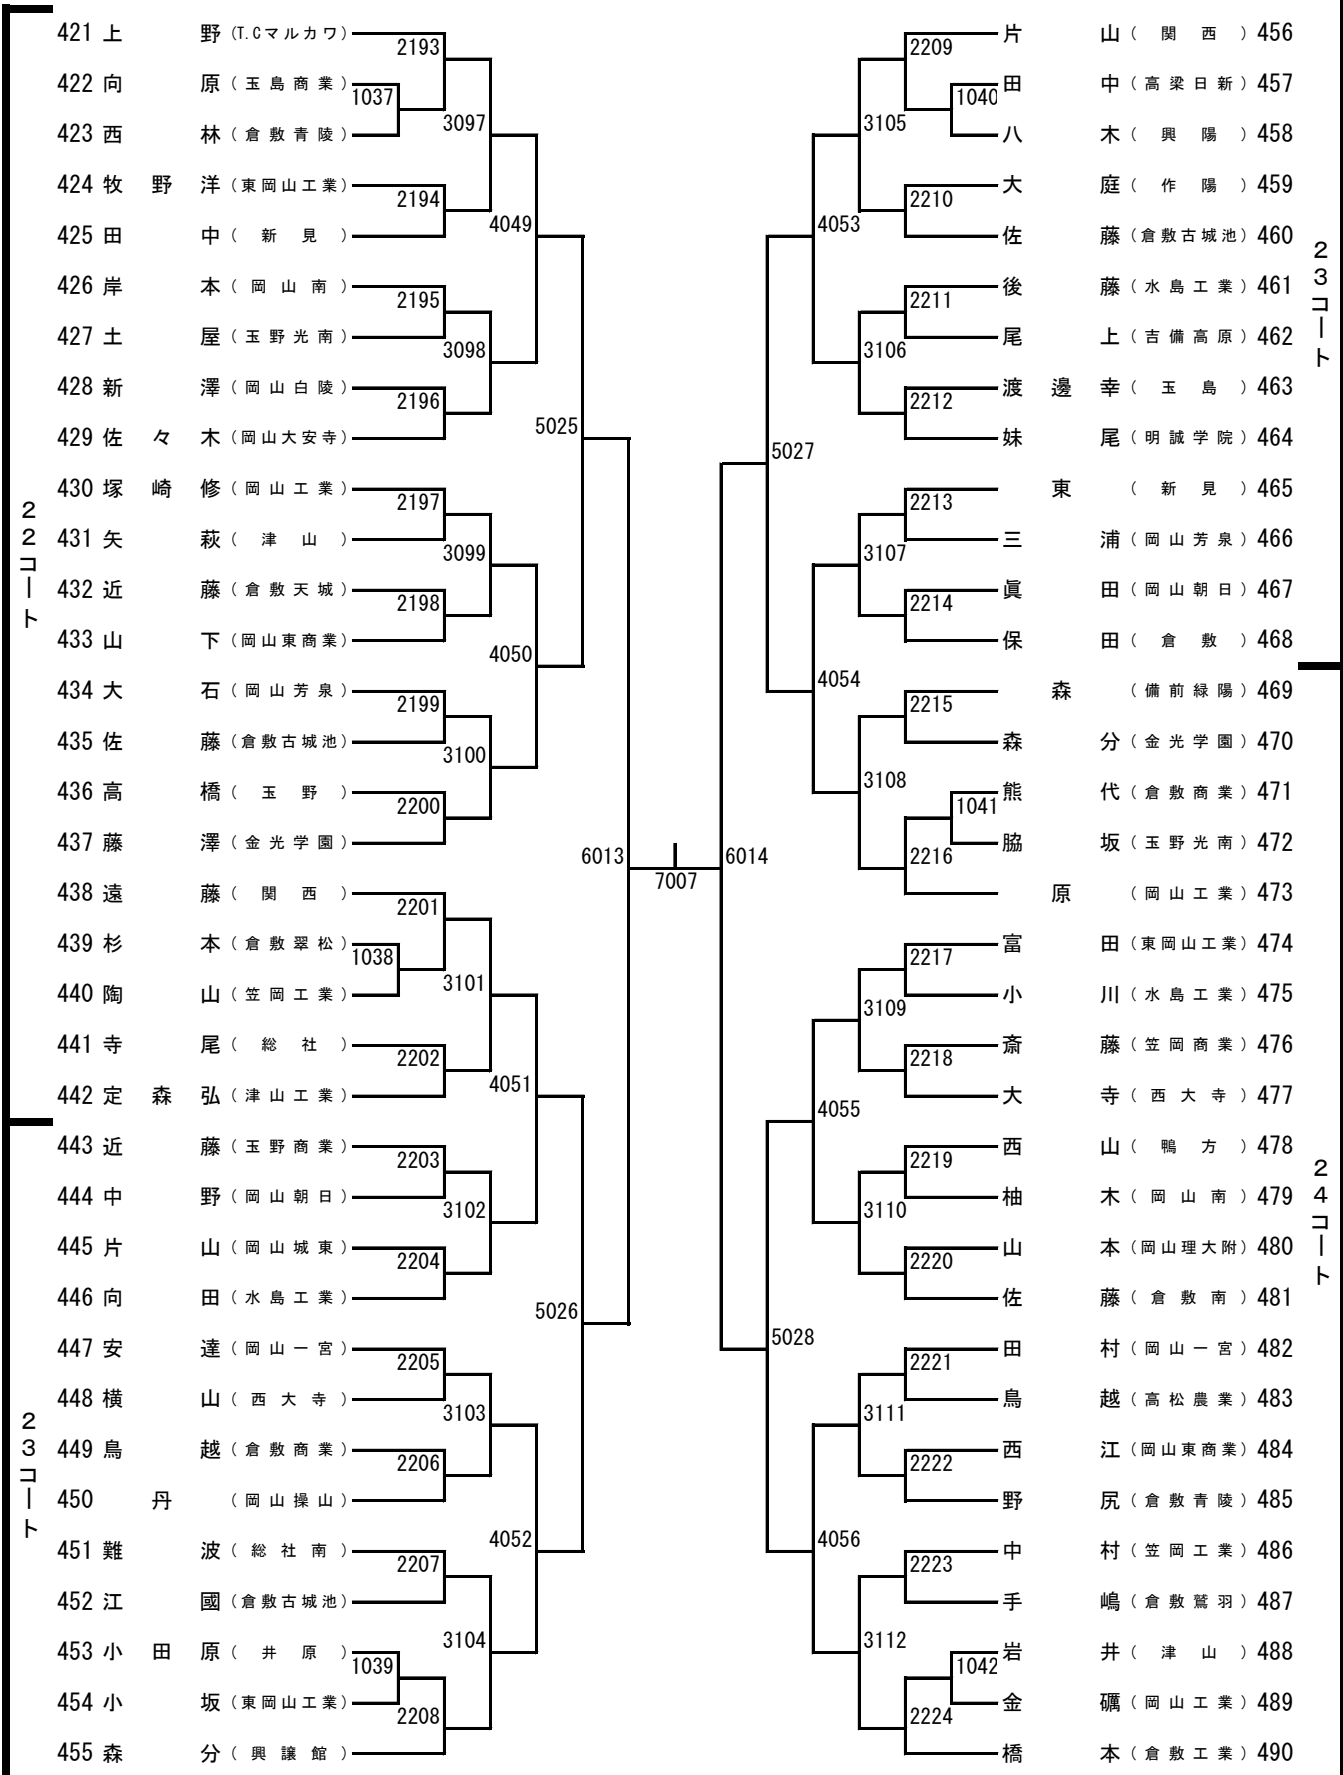 421 上野 (T.Cマルカワ)
2193
422 向原 (玉島商業)
1037
423 西林 (倉敷青陵)
3097
424 牧野洋 (東岡山工業)
2194
425 田中 (新見)
4049
426 岸本 (岡山南)
2195
427 土屋 (玉野光南)
3098
428 新澤 (岡山白陵)
2196
429 佐々木 (岡山大安寺)
5025
430 塚崎修 (岡山工業)
2197
431 矢萩 (津山)
3099
432 近藤 (倉敷天城)
2198
433 山下 (岡山東商業)
4050
434 大石 (岡山芳泉)
2199
435 佐藤 (倉敷古城池)
3100
436 高橋 (玉野)
2200
437 藤澤 (金光学園)
6013
438 遠藤 (関西)
2201
439 杉本 (倉敷翠松)
1038
440 陶山 (笠岡工業)
3101
441 寺尾 (総社)
2202
442 定森弘 (津山工業)
4051
22コート
443 近藤 (玉野商業)
2203
444 中野 (岡山朝日)
3102
445 片山 (岡山城東)
2204
446 向田 (水島工業)
5026
447 安達 (岡山一宮)
2205
448 横山 (西大寺)
3103
449 鳥越 (倉敷商業)
2206
450 丹 (岡山操山)
4052
451 難波 (総社南)
2207
452 江國 (倉敷古城池)
3104
453 小田原 (井原)
1039
454 小坂 (東岡山工業)
2208
455 森分 (興譲館)
23コート
7007
片山 (関西) 456
2209
田中 (高梁日新) 457
1040
八木 (興陽) 458
3105
大庭 (作陽) 459
2210
佐藤 (倉敷古城池) 460
4053
後藤 (水島工業) 461
2211
尾上 (吉備高原) 462
3106
渡邊幸 (玉島) 463
2212
妹尾 (明誠学院) 464
5027
東 (新見) 465
2213
三浦 (岡山芳泉) 466
3107
眞田 (岡山朝日) 467
2214
保田 (倉敷) 468
4054
23コート
森 (備前緑陽) 469
2215
森分 (金光学園) 470
3108
熊代 (倉敷商業) 471
1041
脇坂 (玉野光南) 472
2216
原 (岡山工業) 473
6014
富田 (東岡山工業) 474
2217
小川 (水島工業) 475
3109
斎藤 (笠岡商業) 476
2218
大寺 (西大寺) 477
4055
西山 (鴨方) 478
2219
柚木 (岡山南) 479
3110
山本 (岡山理大附) 480
2220
佐藤 (倉敷南) 481
5028
田村 (岡山一宮) 482
2221
鳥越 (高松農業) 483
3111
西江 (岡山東商業) 484
2222
野尻 (倉敷青陵) 485
4056
中村 (笠岡工業) 486
2223
手嶋 (倉敷鷲羽) 487
3112
岩井 (津山) 488
1042
金礪 (岡山工業) 489
2224
橋本 (倉敷工業) 490
24コート